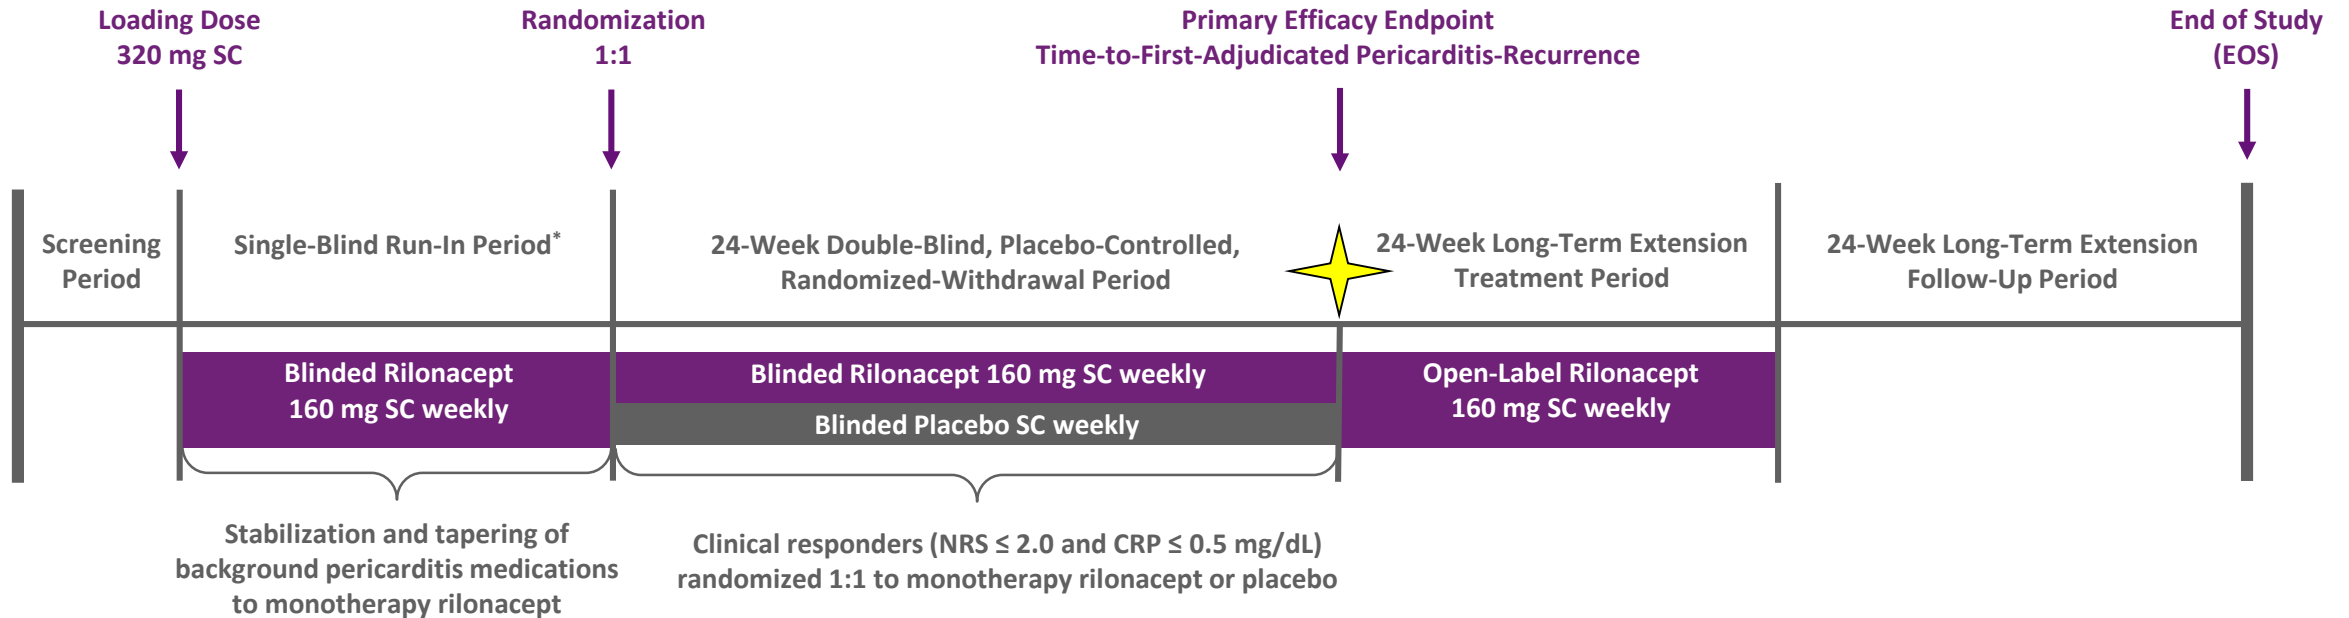 Loading Dose
320 mg SC
Randomization
1:1
Primary Efficacy Endpoint
Time-to-First-Adjudicated Pericarditis-Recurrence
End of Study
(EOS)
Screening
Period
Single-Blind Run-In Period*
24-Week Double-Blind, Placebo-Controlled,
Randomized-Withdrawal Period
24-Week Long-Term Extension
Treatment Period
24-Week Long-Term Extension
Follow-Up Period
Blinded Rilonacept
160 mg SC weekly
Blinded Rilonacept 160 mg SC weekly
Blinded Placebo SC weekly
Open-Label Rilonacept
160 mg SC weekly
Stabilization and tapering of
background pericarditis medications
to monotherapy rilonacept
Clinical responders (NRS ≤ 2.0 and CRP ≤ 0.5 mg/dL)
randomized 1:1 to monotherapy rilonacept or placebo